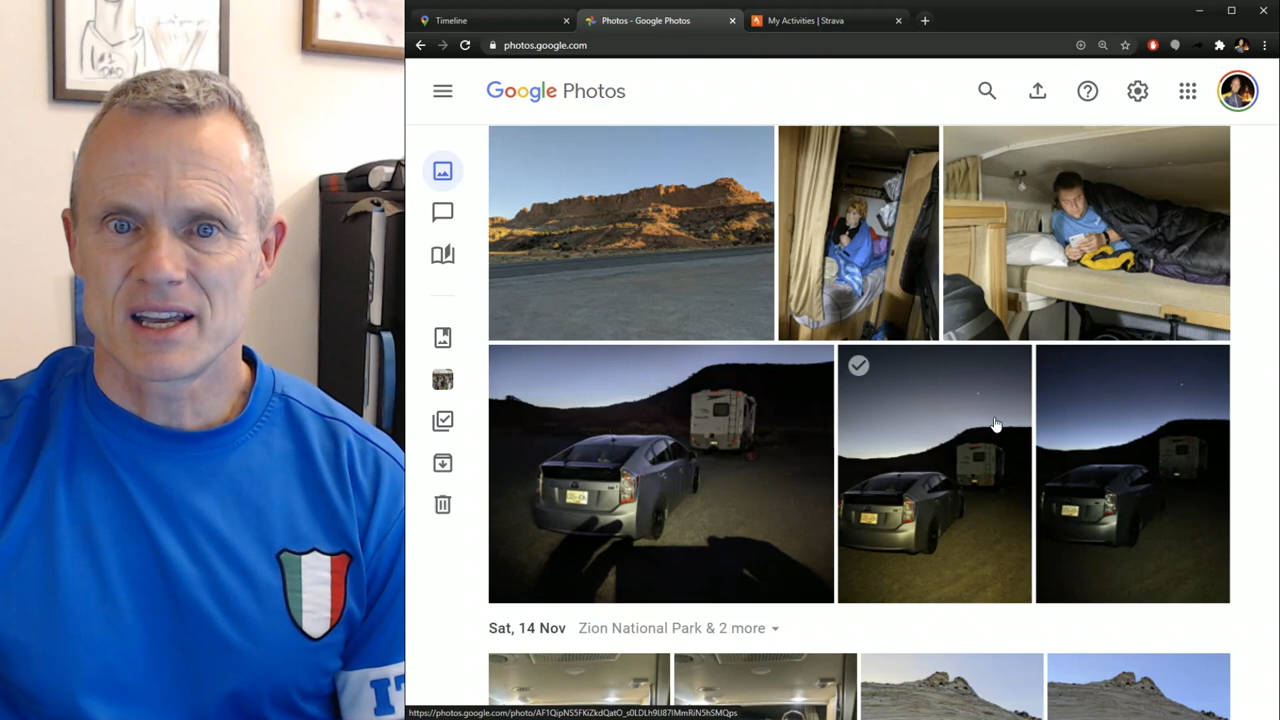 Timeline
Photos - Google Photos
My Activities | Strava
photos.google.com
Google Photos
DAD
Sat, 14 Nov Zion National Park & 2 more